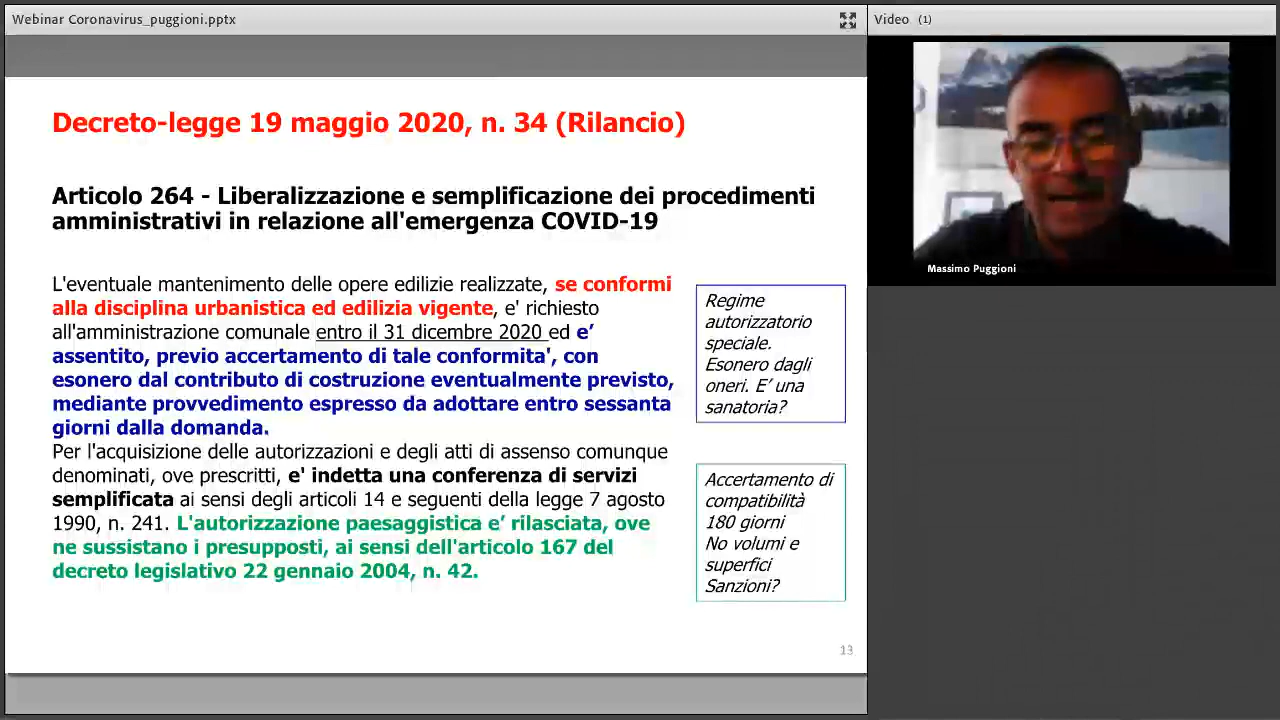 Webinar Coronavirus_puggioni.pptx
Video (1)
Massimo Puggioni
Decreto-legge 19 maggio 2020, n. 34 (Rilancio)
Articolo 264 - Liberalizzazione e semplificazione dei procedimenti
amministrativi in relazione all'emergenza COVID-19
L'eventuale mantenimento delle opere edilizie realizzate, se conformi
alla disciplina urbanistica ed edilizia vigente, e' richiesto
all'amministrazione comunale entro il 31 dicembre 2020 ed e’
assentito, previo accertamento di tale conformita', con
esonero dal contributo di costruzione eventualmente previsto,
mediante provvedimento espresso da adottare entro sessanta
giorni dalla domanda.
Per l'acquisizione delle autorizzazioni e degli atti di assenso comunque
denominati, ove prescritti, e' indetta una conferenza di servizi
semplificata ai sensi degli articoli 14 e seguenti della legge 7 agosto
1990, n. 241. L'autorizzazione paesaggistica e’ rilasciata, ove
ne sussistano i presupposti, ai sensi dell'articolo 167 del
decreto legislativo 22 gennaio 2004, n. 42.
Regime
autorizzatorio
speciale.
Esonero dagli
oneri. E’ una
sanatoria?
Accertamento di
compatibilità
180 giorni
No volumi e
superfici
Sanzioni?
13